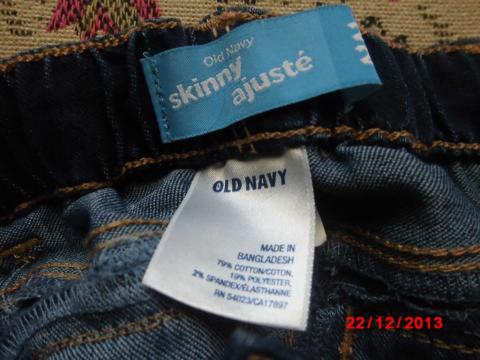 Old Navy
skinny
ajusté
OLD NAVY
MADE IN
BANGLADESH
79% COTTON/COTON,
19% POLYESTER,
2% SPANDEX/ÉLASTHANNE
RN 54023/CA17897
22/12/2013